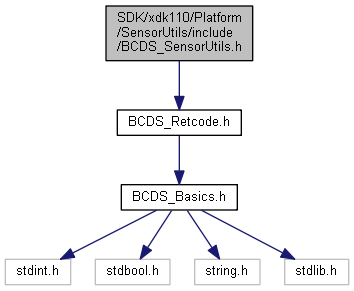 SDK/xdk110/Platform
/SensorUtils/include
/BCDS_SensorUtils.h
BCDS_Retcode.h
BCDS_Basics.h
stdint.h
stdbool.h
string.h
stdlib.h